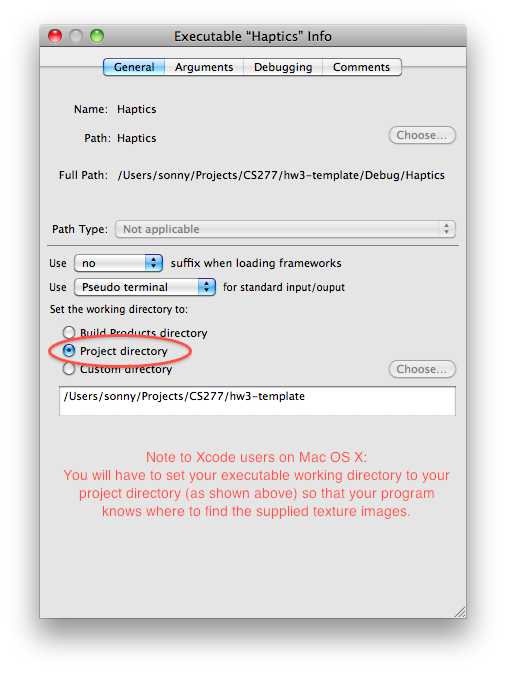 Executable “Haptics” Info
General Arguments Debugging Comments
Name: Haptics
Path: Haptics Choose...
Full Path: /Users/sonny/Projects/CS277/hw3-template/Debug/Haptics
Path Type: Not applicable
Use no suffix when loading frameworks
Use Pseudo terminal for standard input/ouput
Set the working directory to:
Build Products directory
Project directory
Custom directory Choose...
/Users/sonny/Projects/CS277/hw3-template
Note to Xcode users on Mac OS X:
You will have to set your executable working directory to your
project directory (as shown above) so that your program
knows where to find the supplied texture images.